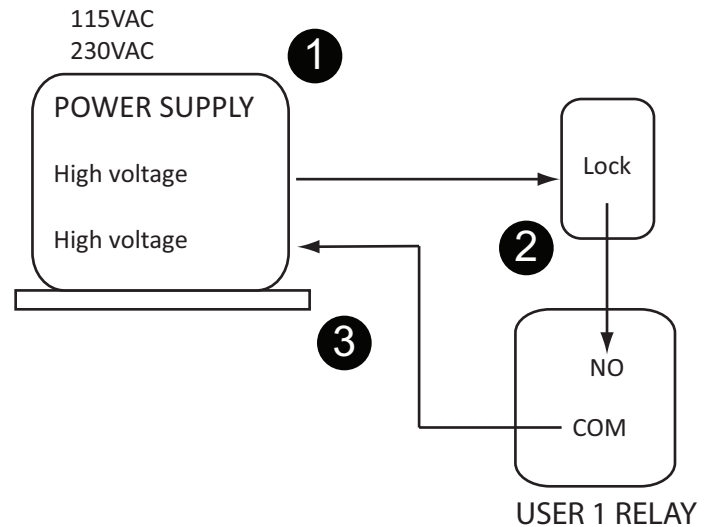 115VAC
230VAC
1
POWER SUPPLY
High voltage
Lock
High voltage
2
3
NO
COM
USER 1 RELAY